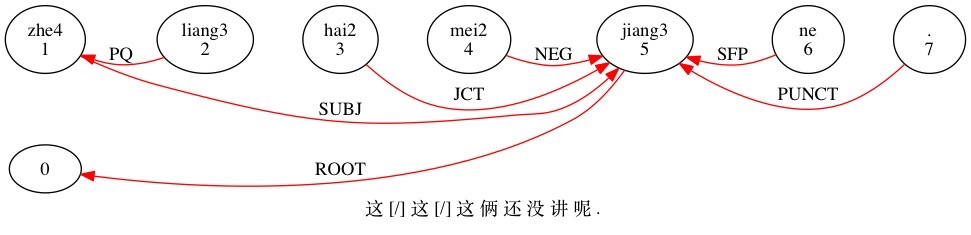 zhe4 liang3 hai2 mei2 jiang3 ne .
1 2 3 4 5 6 7
PQ NEG SFP
JCT PUNCT
SUBJ
0 ROOT
这 [/] 这 [/] 这 俩 还 没 讲 呢 .